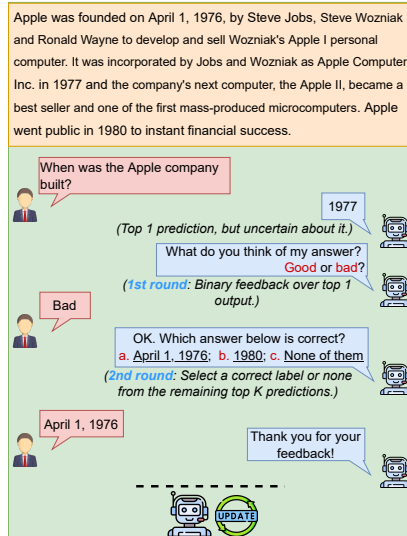 Apple was founded on April 1, 1976, by Steve Jobs, Steve Wozniak
and Ronald Wayne to develop and sell Wozniak's Apple I personal
computer. It was incorporated by Jobs and Wozniak as Apple Computer
Inc. in 1977 and the company's next computer, the Apple II, became a
best seller and one of the first mass-produced microcomputers. Apple
went public in 1980 to instant financial success.
When was the Apple company
built?
1977
(Top 1 prediction, but uncertain about it.)
What do you think of my answer?
Good or bad?
(1st round: Binary feedback over top 1
output.)
Bad
OK. Which answer below is correct?
a. April 1, 1976; b. 1980; c. None of them
(2nd round: Select a correct label or none
from the remaining top K predictions.)
April 1, 1976
Thank you for your
feedback!
UPDATE